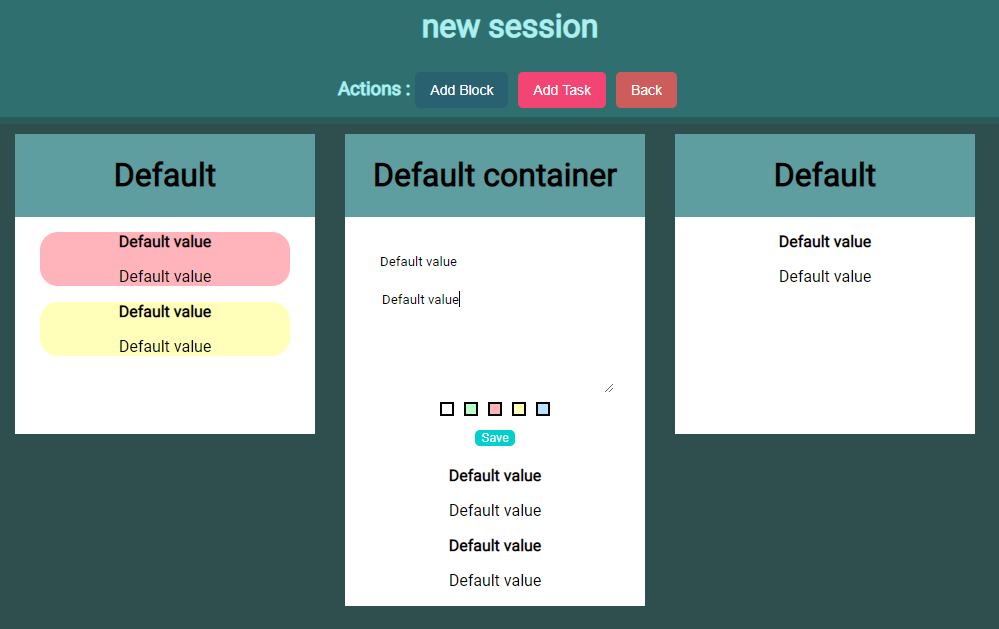 new session
Actions : Add Block Add Task Back
Default
Default value
Default value
Default value
Default value
Default container
Default value
Default value
Save
Default value
Default value
Default value
Default value
Default
Default value
Default value